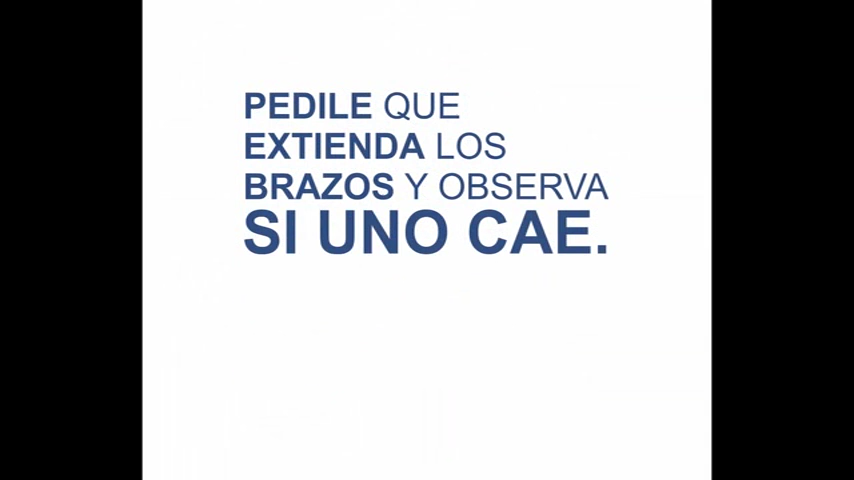 PEDILE QUE
EXTIENDA LOS
BRAZOS Y OBSERVA
SI UNO CAE.